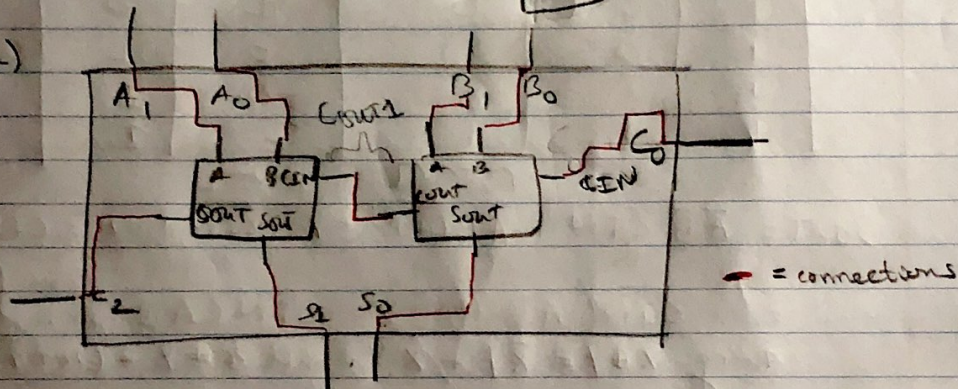 A1 A0 B1 B0
COUT1 C0
A B CIN A B CIN
COUT
COUT SOUT SOUT
= connections
C2 S1 S0